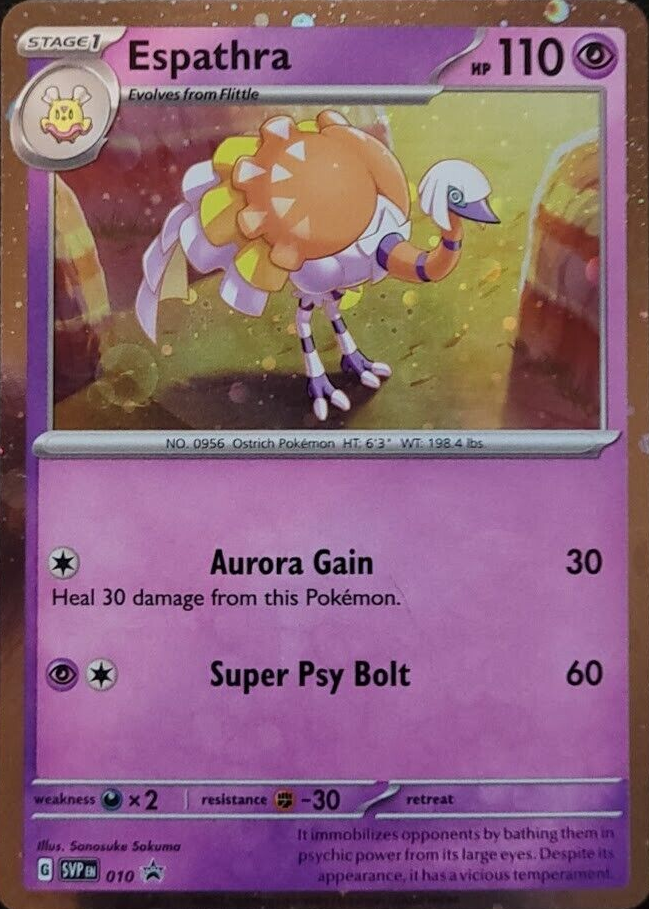 STAGE 1
Espathra
HP 110
Evolves from Flittle
NO. 0956 Ostrich Pokémon HT: 6'3" WT: 198.4 lbs.
Aurora Gain 30
Heal 30 damage from this Pokémon.
Super Psy Bolt 60
weakness ×2 resistance -30 retreat
Illus. Sanosuke Sakuma
It immobilizes opponents by bathing them in
psychic power from its large eyes. Despite its
appearance, it has a vicious temperament.
G SVP EN 010